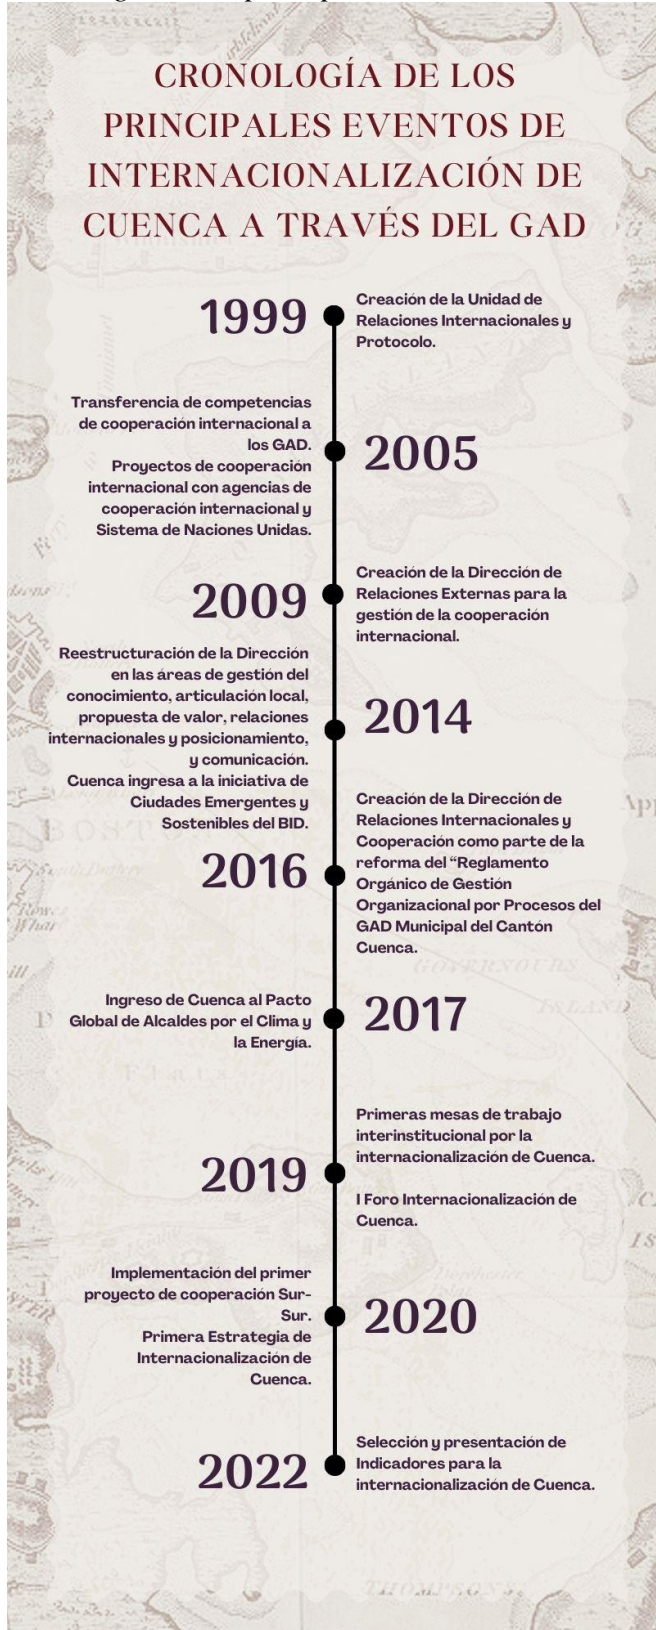 CRONOLOGÍA DE LOS
PRINCIPALES EVENTOS DE
INTERNACIONALIZACIÓN DE
CUENCA A TRAVÉS DEL GAD
1999
Creación de la Unidad de
Relaciones Internacionales y
Protocolo.
Transferencia de competencias
de cooperación internacional a
los GAD.
Proyectos de cooperación
internacional con agencias de
cooperación internacional y
Sistema de Naciones Unidas.
2005
2009
Creación de la Dirección de
Relaciones Externas para la
gestión de la cooperación
internacional.
Reestructuración de la Dirección
en las áreas de gestión del
conocimiento, articulación local,
propuesta de valor, relaciones
internacionales y posicionamiento,
y comunicación.
Cuenca ingresa a la iniciativa de
Ciudades Emergentes y
Sostenibles del BID.
2014
2016
Creación de la Dirección de
Relaciones Internacionales y
Cooperación como parte de la
reforma del “Reglamento
Orgánico de Gestión
Organizacional por Procesos del
GAD Municipal del Cantón
Cuenca.
Ingreso de Cuenca al Pacto
Global de Alcaldes por el Clima y
la Energía.
2017
2019
Primeras mesas de trabajo
interinstitucional por la
internacionalización de Cuenca.
I Foro Internacionalización de
Cuenca.
Implementación del primer
proyecto de cooperación Sur-
Sur.
Primera Estrategia de
Internacionalización de
Cuenca.
2020
2022
Selección y presentación de
Indicadores para la
internacionalización de Cuenca.